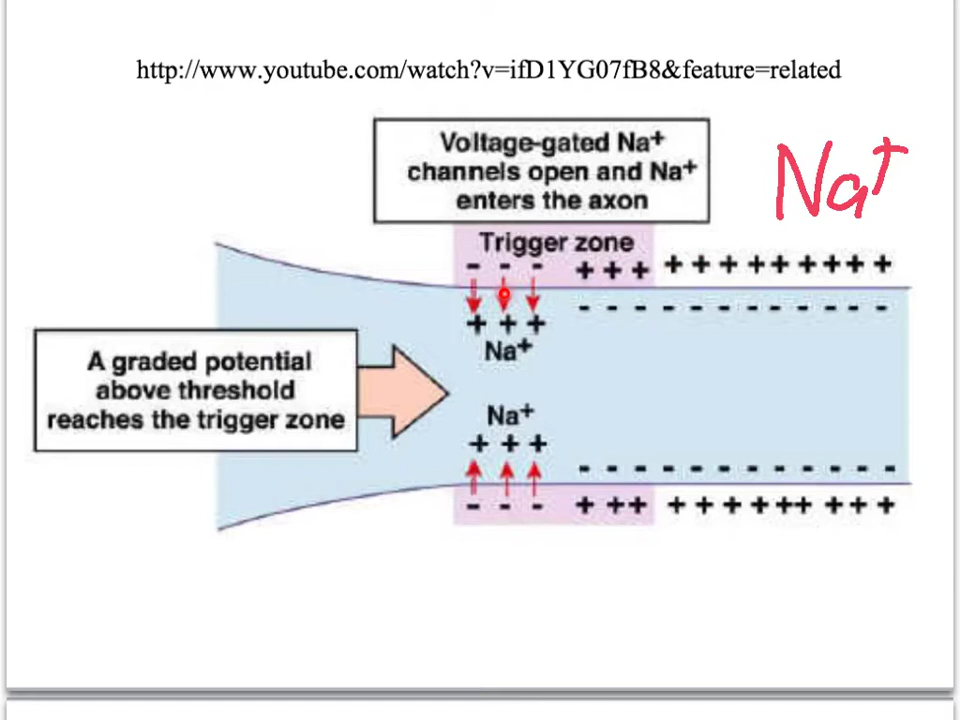 http://www.youtube.com/watch?v=ifD1YG07fB8&feature=related
Voltage-gated Na+
channels open and Na+
enters the axon
Na+
Trigger zone
- - - + + + + + + + + + + + + +
- - - - - - - - - - - -
+ + +
Na+
A graded potential
above threshold
reaches the trigger zone
Na+
+ + +
- - - - - - - - - - - -
- - - + + + + + + + + + + + +